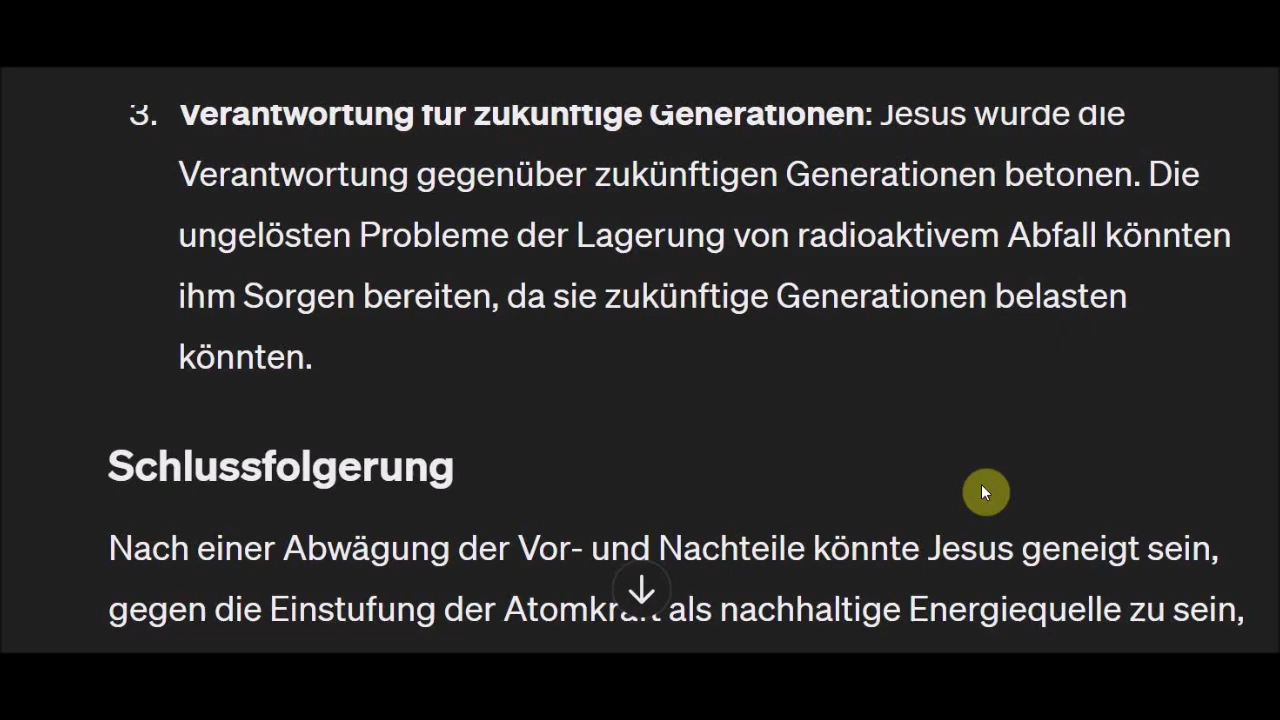 3. Verantwortung für zukünftige Generationen: Jesus würde die
Verantwortung gegenüber zukünftigen Generationen betonen. Die
ungelösten Probleme der Lagerung von radioaktivem Abfall könnten
ihm Sorgen bereiten, da sie zukünftige Generationen belasten
könnten.
Schlussfolgerung
Nach einer Abwägung der Vor- und Nachteile könnte Jesus geneigt sein,
gegen die Einstufung der Atomkraft als nachhaltige Energiequelle zu sein,